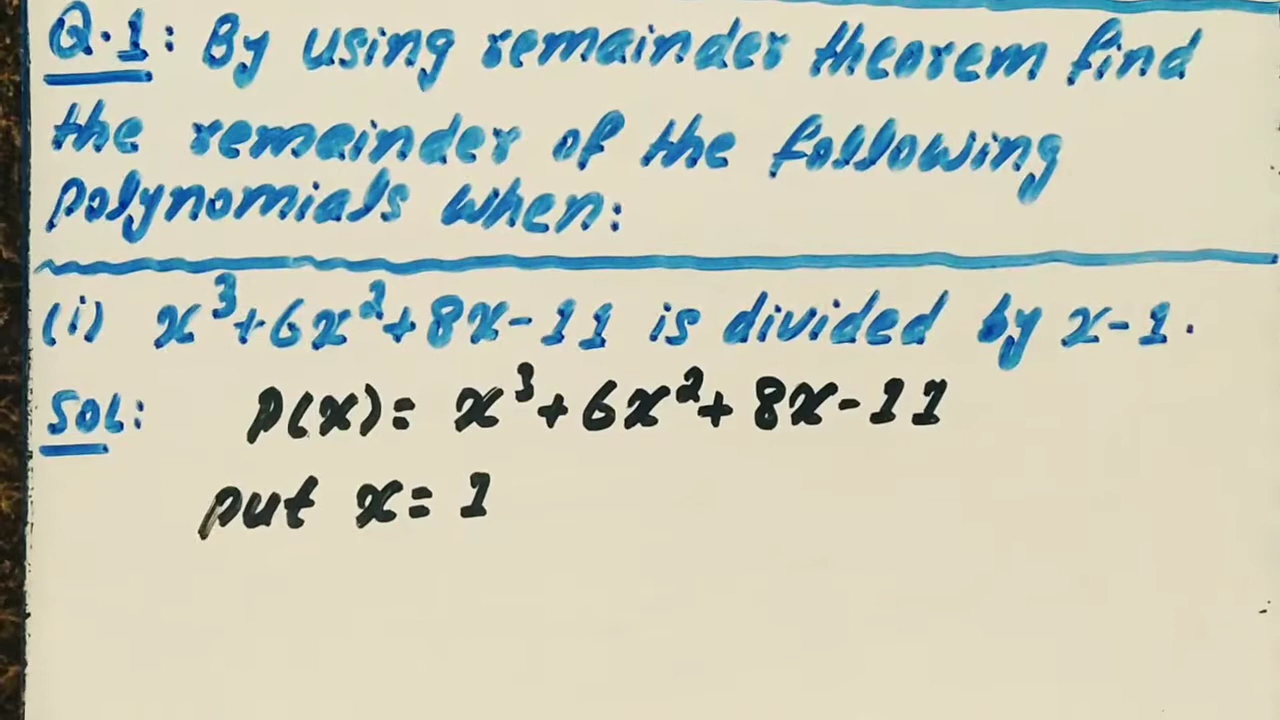 Q.1: By using remainder theorem find
the remainder of the following
polynomials when:
(i) x³+6x²+8x-11 is divided by x-1.
Sol: P(x)= x³+6x²+8x-11
put x= 1